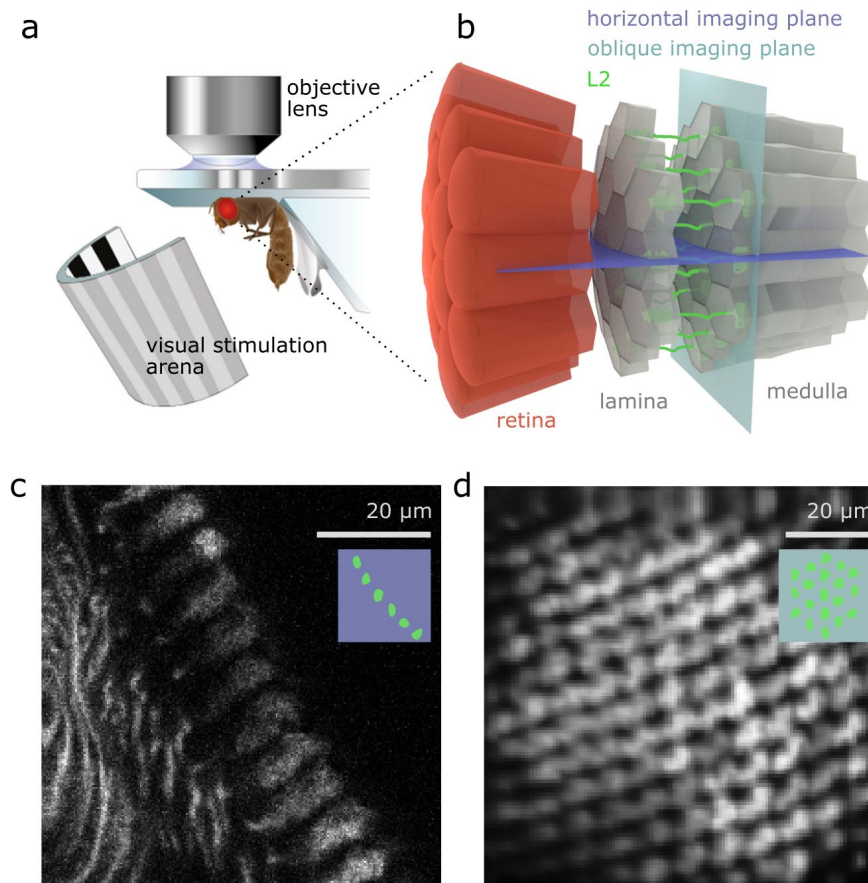 a
objective
lens
visual stimulation
arena
b
horizontal imaging plane
oblique imaging plane
L2
retina
lamina
medulla
c
20 µm
d
20 µm